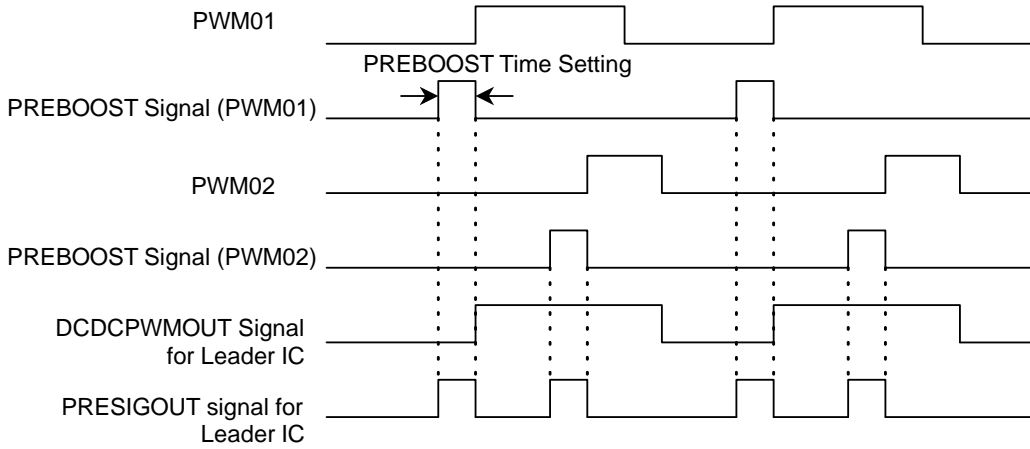 PWM01
PREBOOST Time Setting
PREBOOST Signal (PWM01)
PWM02
PREBOOST Signal (PWM02)
DCDCPWMOUT Signal
for Leader IC
PRESIGOUT signal for
Leader IC